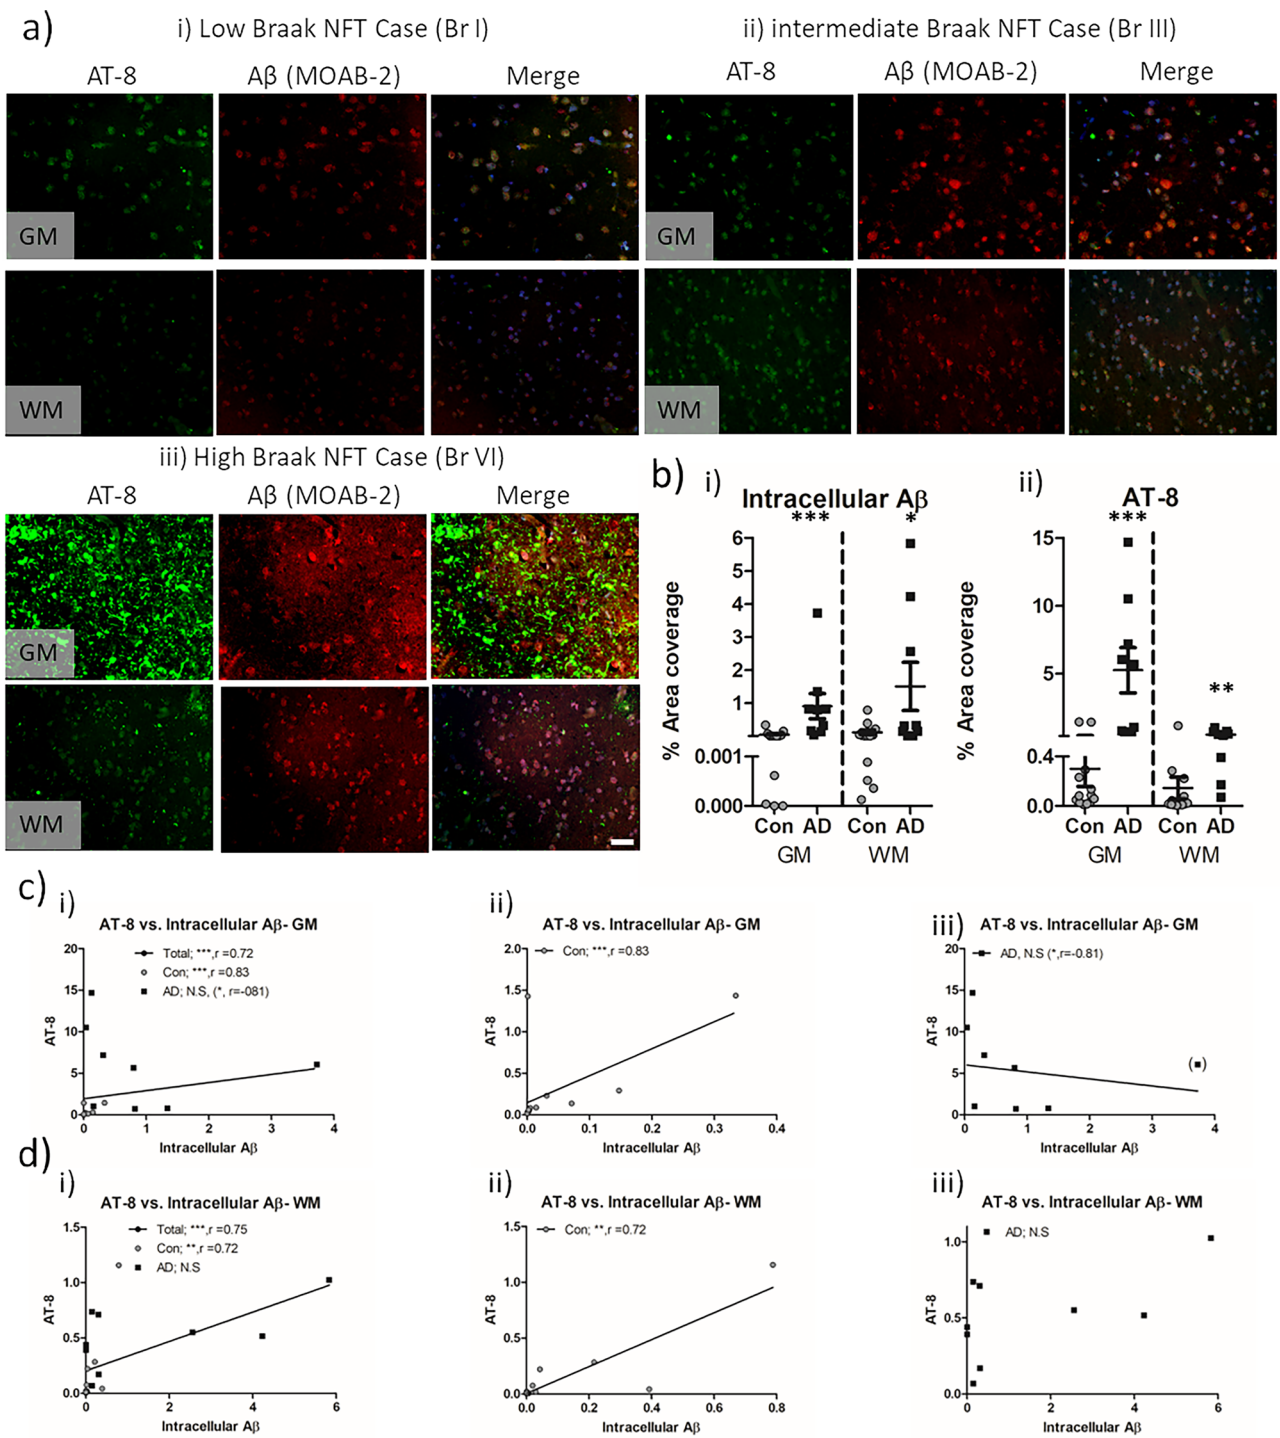 a)
i) Low Braak NFT Case (Br I)
AT-8 Aβ (MOAB-2) Merge
GM
WM
ii) intermediate Braak NFT Case (Br III)
AT-8 Aβ (MOAB-2) Merge
GM
WM
iii) High Braak NFT Case (Br VI)
AT-8 Aβ (MOAB-2) Merge
GM
WM
b)
i)
Intracellular Aβ
*** *
% Area coverage
6
5
4
3
2
1
0.001
0.000
Con AD Con AD
GM WM
ii)
AT-8
***
**
% Area coverage
15
10
5
0.4
0.0
Con AD Con AD
GM WM
c)
i)
AT-8 vs. Intracellular Aβ- GM
Total; ***,r =0.72
Con; ***,r =0.83
AD; N.S, (*, r=-081)
AT-8
20
15
10
5
0
0 1 2 3 4
Intracellular Aβ
ii)
AT-8 vs. Intracellular Aβ- GM
Con; ***,r =0.83
AT-8
2.0
1.5
1.0
0.5
0.0
0.0 0.1 0.2 0.3 0.4
Intracellular Aβ
iii)
AT-8 vs. Intracellular Aβ- GM
AD, N.S (*,r=-0.81)
AT-8
20
15
10
5
0
( )
0 1 2 3 4
Intracellular Aβ
d)
i)
AT-8 vs. Intracellular Aβ- WM
Total; ***,r =0.75
Con; **,r =0.72
AD; N.S
AT-8
1.5
1.0
0.5
0.0
0 2 4 6
Intracellular Aβ
ii)
AT-8 vs. Intracellular Aβ- WM
Con; **,r =0.72
AT-8
1.5
1.0
0.5
0.0
0.0 0.2 0.4 0.6 0.8
Intracellular Aβ
iii)
AT-8 vs. Intracellular Aβ- WM
AD; N.S
AT-8
1.0
0.5
0.0
0 2 4 6
Intracellular Aβ